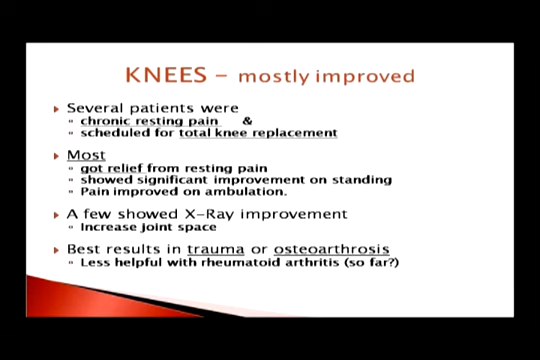 KNEES – mostly improved
Several patients were
chronic resting pain &
scheduled for total knee replacement
Most
got relief from resting pain
showed significant improvement on standing
Pain improved on ambulation.
A few showed X-Ray improvement
Increase joint space
Best results in trauma or osteoarthrosis
Less helpful with rheumatoid arthritis (so far?)